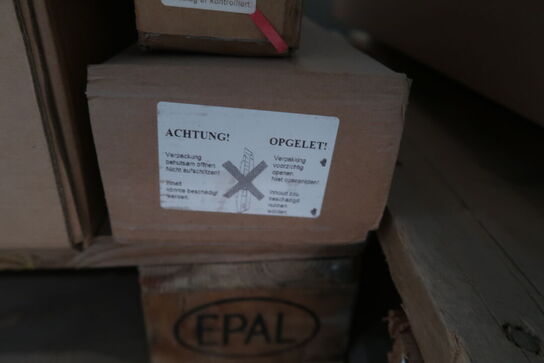 kontrolliert.
ACHTUNG!
Verpackung
behutsam öffnen.
Nicht aufschlitzen!
Inhalt
könnte beschädigt
werden.
OPGELET!
Verpakking
voorzichtig
openen.
Niet opensnijden!
Inhoud zou
beschadigd
kunnen
worden.
EPAL